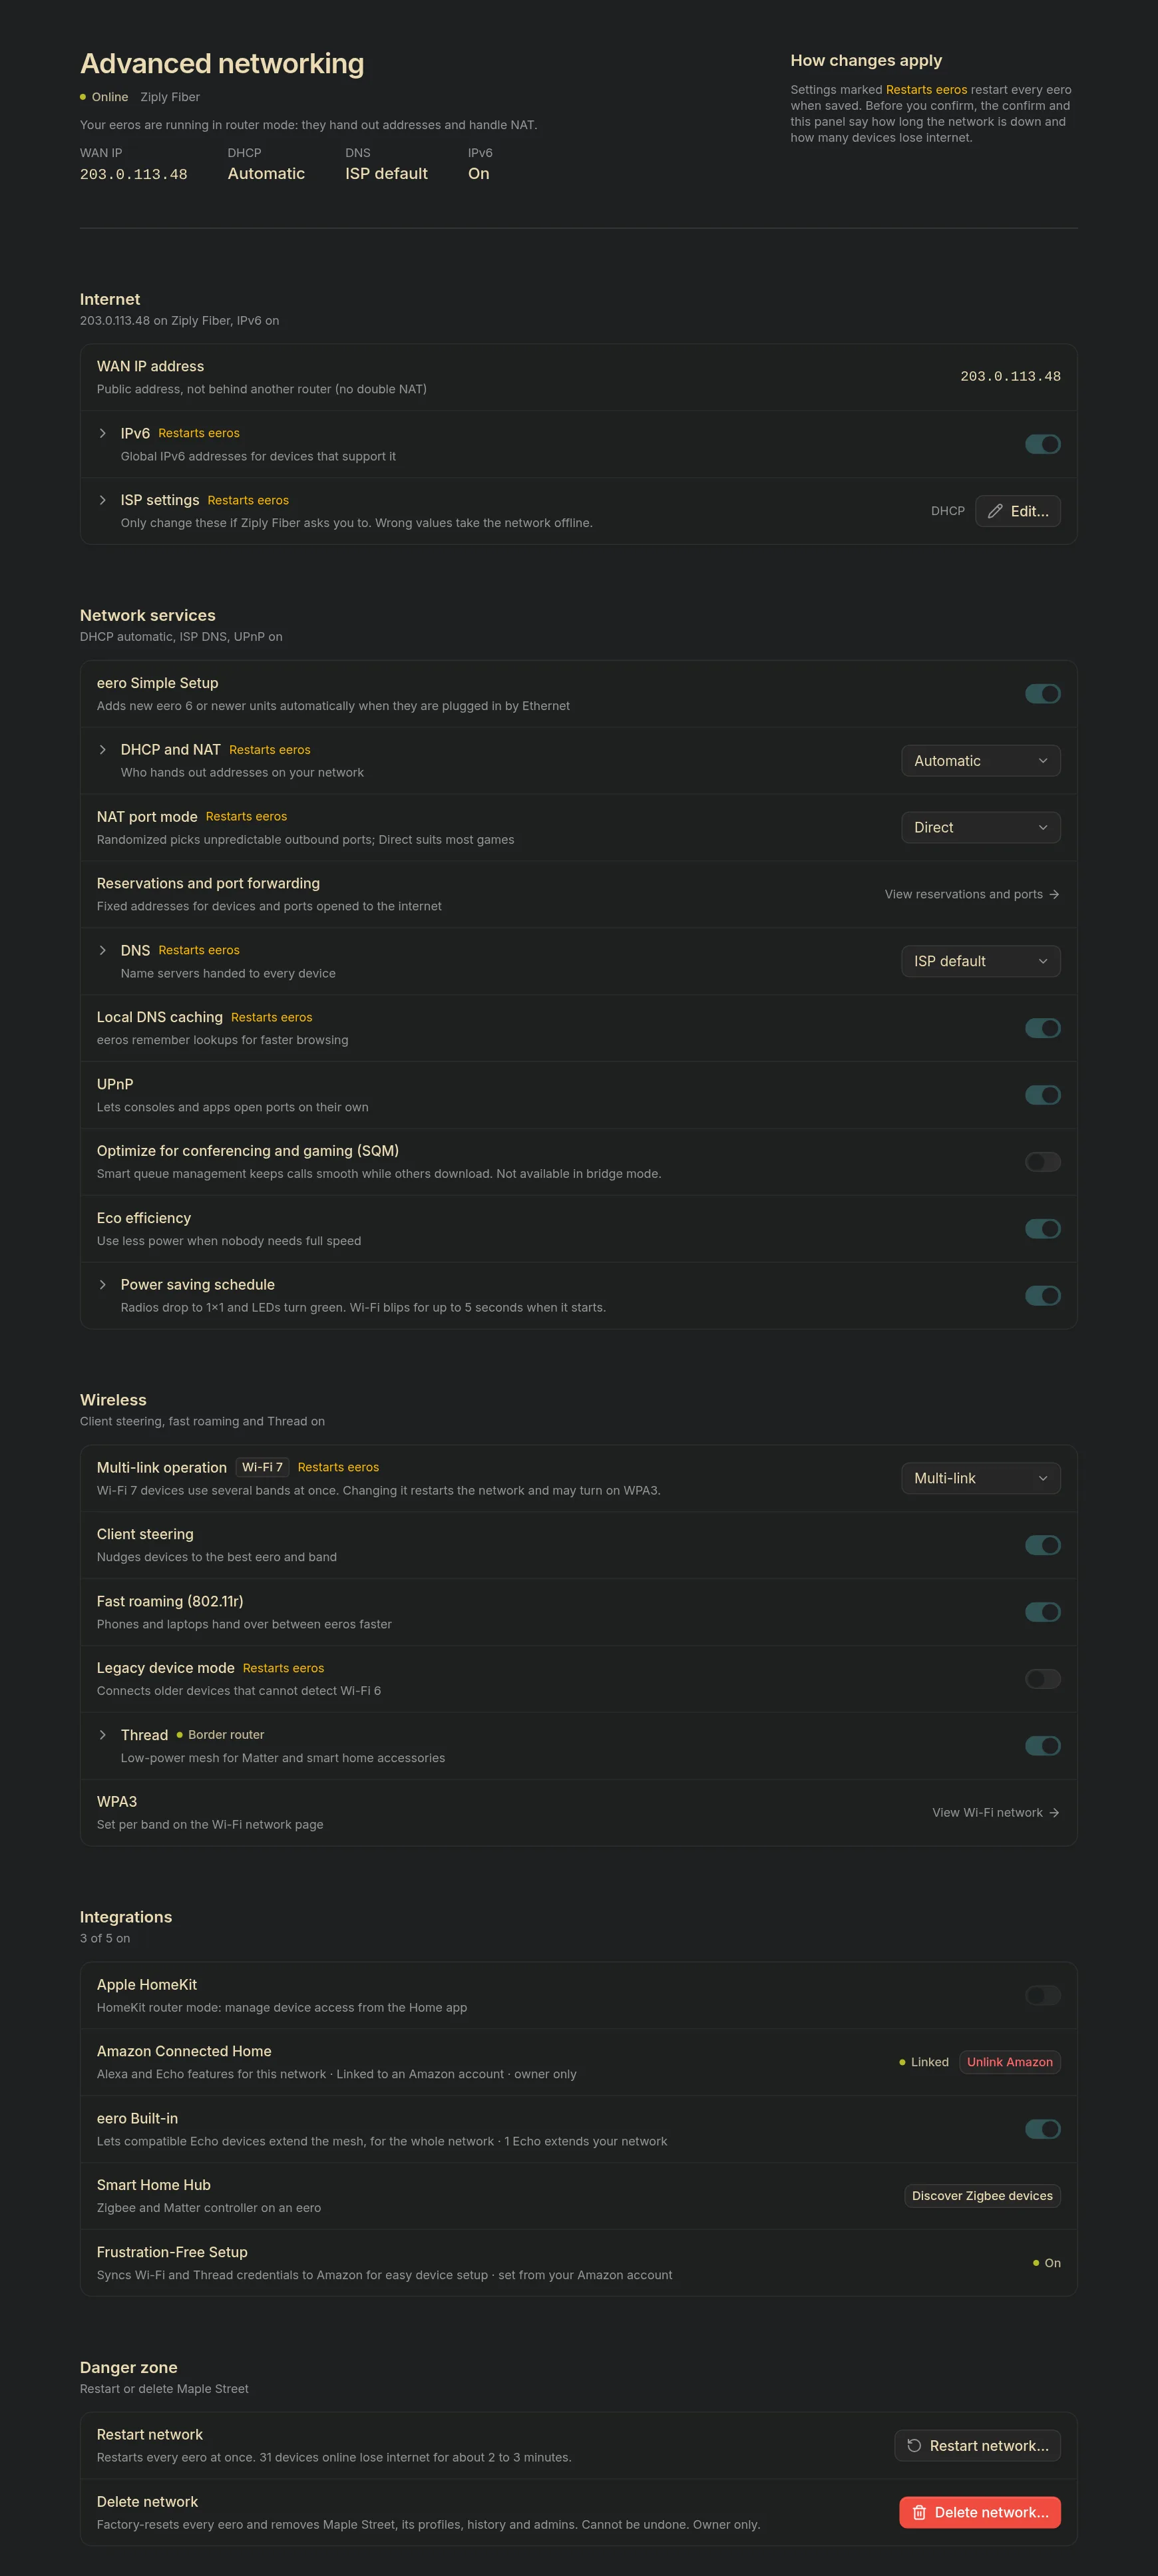 Advanced networking
Online Ziply Fiber
Your eeros are running in router mode: they hand out addresses and handle NAT.
WAN IP DHCP DNS IPv6
203.0.113.48 Automatic ISP default On
How changes apply
Settings marked Restarts eeros restart every eero
when saved. Before you confirm, the confirm and
this panel say how long the network is down and
how many devices lose internet.
Internet
203.0.113.48 on Ziply Fiber, IPv6 on
WAN IP address
Public address, not behind another router (no double NAT)
203.0.113.48
IPv6 Restarts eeros
Global IPv6 addresses for devices that support it
ISP settings Restarts eeros
Only change these if Ziply Fiber asks you to. Wrong values take the network offline.
DHCP Edit...
Network services
DHCP automatic, ISP DNS, UPnP on
eero Simple Setup
Adds new eero 6 or newer units automatically when they are plugged in by Ethernet
DHCP and NAT Restarts eeros
Who hands out addresses on your network
Automatic
NAT port mode Restarts eeros
Randomized picks unpredictable outbound ports; Direct suits most games
Direct
Reservations and port forwarding
Fixed addresses for devices and ports opened to the internet
View reservations and ports →
DNS Restarts eeros
Name servers handed to every device
ISP default
Local DNS caching Restarts eeros
eeros remember lookups for faster browsing
UPnP
Lets consoles and apps open ports on their own
Optimize for conferencing and gaming (SQM)
Smart queue management keeps calls smooth while others download. Not available in bridge mode.
Eco efficiency
Use less power when nobody needs full speed
Power saving schedule
Radios drop to 1×1 and LEDs turn green. Wi-Fi blips for up to 5 seconds when it starts.
Wireless
Client steering, fast roaming and Thread on
Multi-link operation Wi-Fi 7 Restarts eeros
Wi-Fi 7 devices use several bands at once. Changing it restarts the network and may turn on WPA3.
Multi-link
Client steering
Nudges devices to the best eero and band
Fast roaming (802.11r)
Phones and laptops hand over between eeros faster
Legacy device mode Restarts eeros
Connects older devices that cannot detect Wi-Fi 6
Thread Border router
Low-power mesh for Matter and smart home accessories
WPA3
Set per band on the Wi-Fi network page
View Wi-Fi network →
Integrations
3 of 5 on
Apple HomeKit
HomeKit router mode: manage device access from the Home app
Amazon Connected Home
Alexa and Echo features for this network · Linked to an Amazon account · owner only
Linked Unlink Amazon
eero Built-in
Lets compatible Echo devices extend the mesh, for the whole network · 1 Echo extends your network
Smart Home Hub
Zigbee and Matter controller on an eero
Discover Zigbee devices
Frustration-Free Setup
Syncs Wi-Fi and Thread credentials to Amazon for easy device setup · set from your Amazon account
On
Danger zone
Restart or delete Maple Street
Restart network
Restarts every eero at once. 31 devices online lose internet for about 2 to 3 minutes.
Restart network...
Delete network
Factory-resets every eero and removes Maple Street, its profiles, history and admins. Cannot be undone. Owner only.
Delete network...